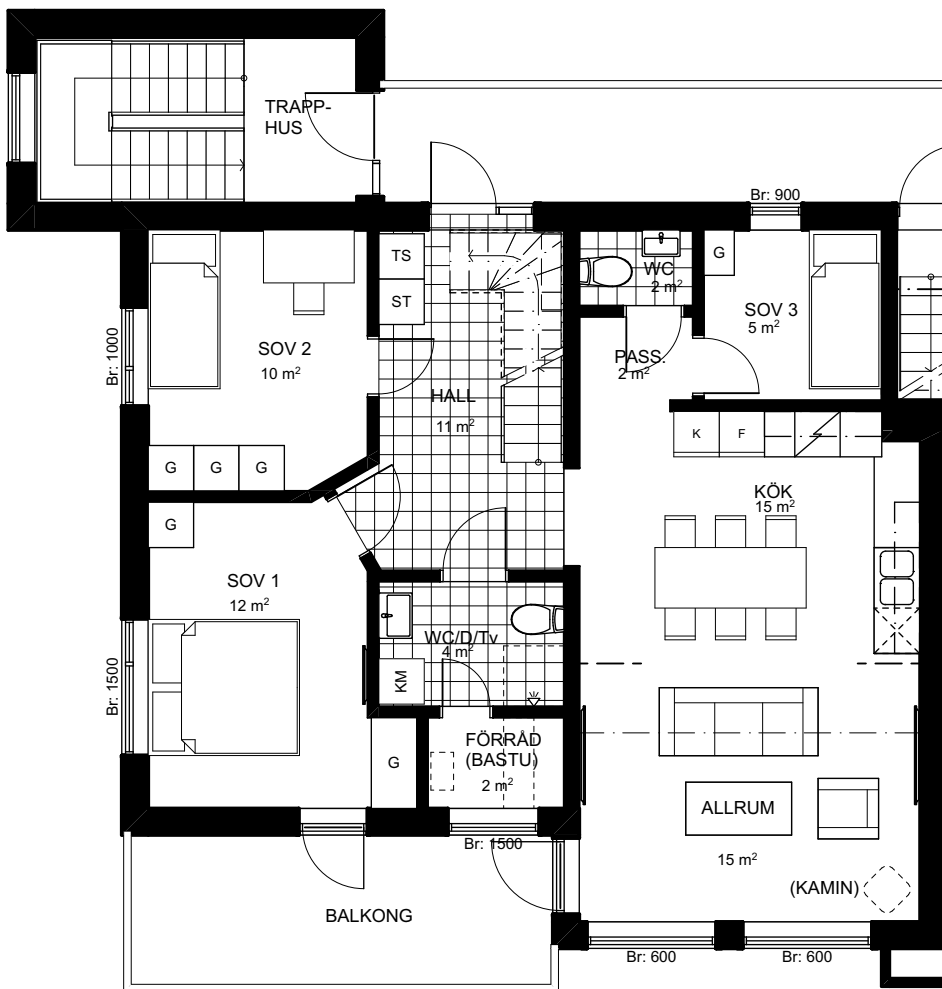 TRAPP-
HUS
Br: 900
TS
ST
WC
2 m²
G
SOV 3
5 m²
SOV 2
10 m²
Br: 1000
PASS.
2 m²
HALL
11 m²
K
F
G
G
G
KÖK
15 m²
G
SOV 1
12 m²
WC/D/Tv
4 m²
KM
Br: 1500
FÖRRÅD
(BASTU)
2 m²
G
ALLRUM
15 m²
Br: 1500
(KAMIN)
BALKONG
Br: 600
Br: 600